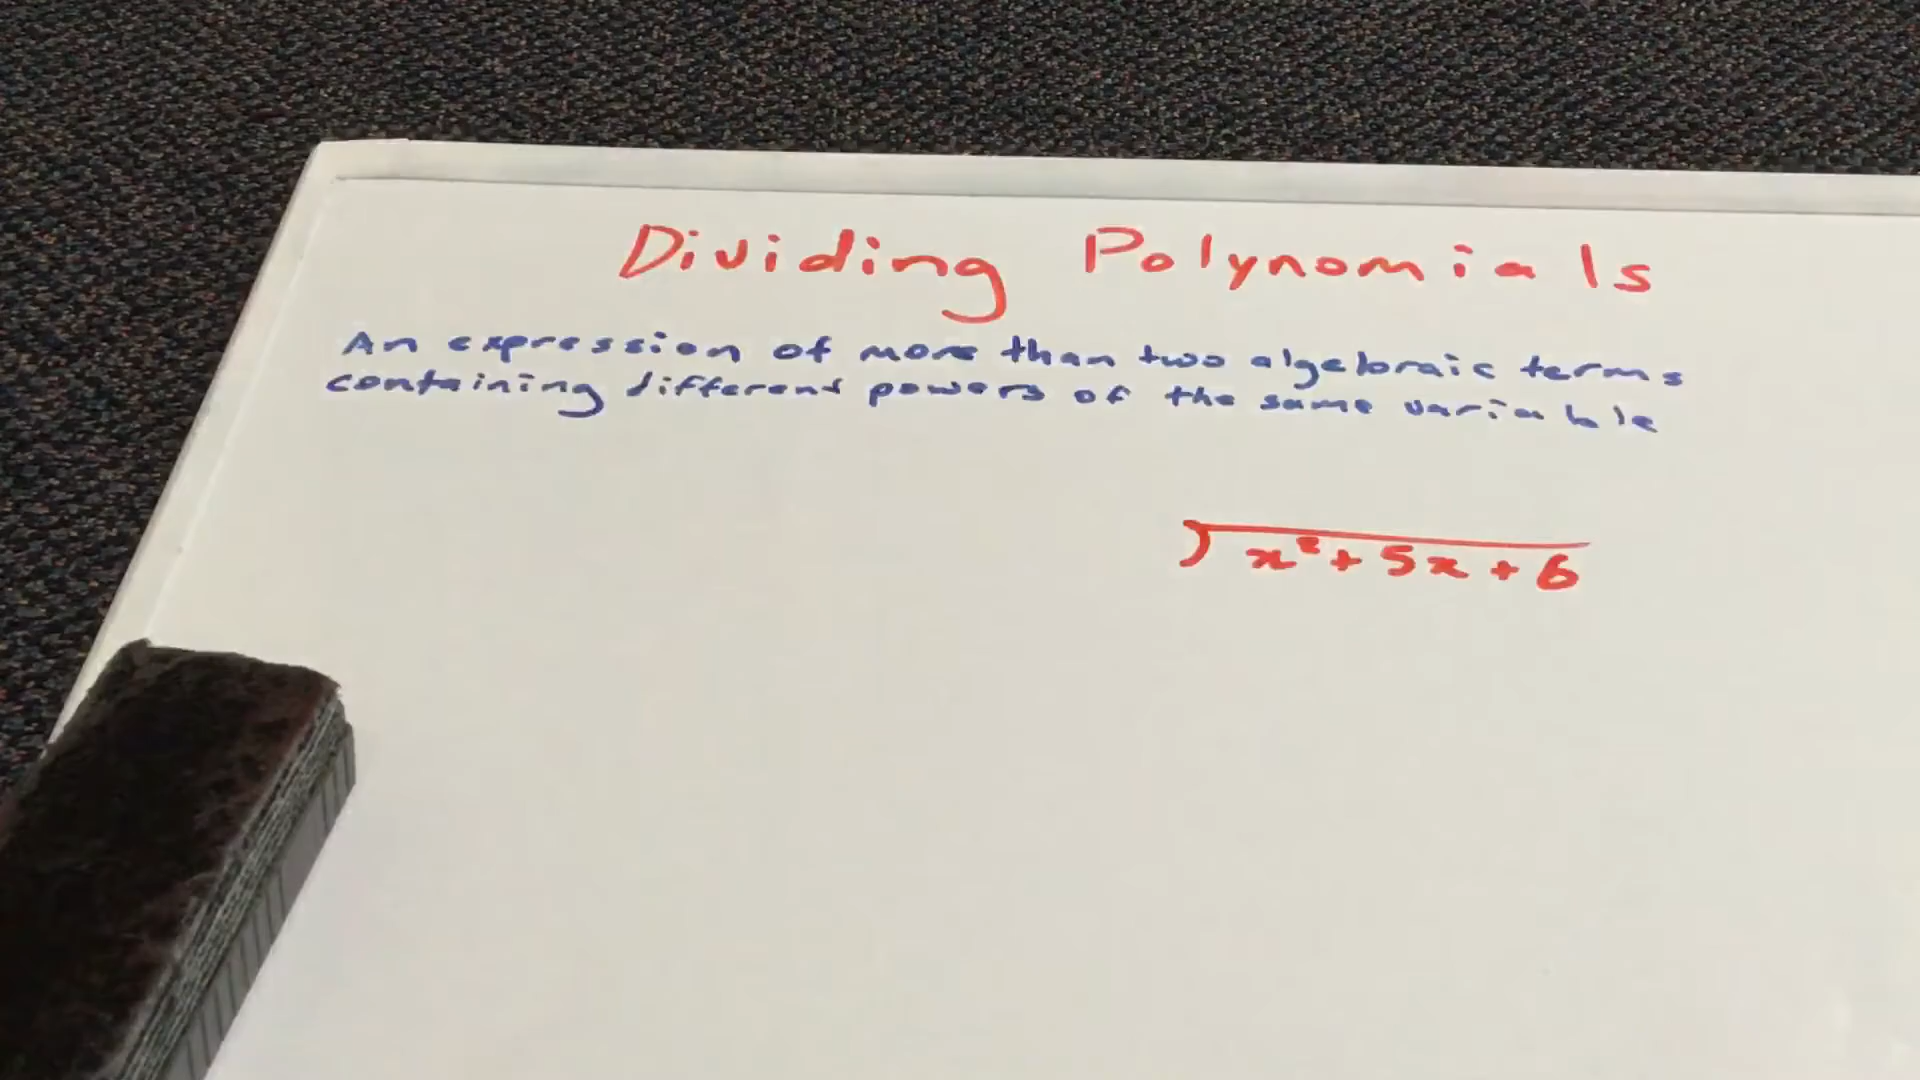 Dividing Polynomials
An expression of more than two algebraic terms
containing different powers of the same variable
x² + 5x + 6